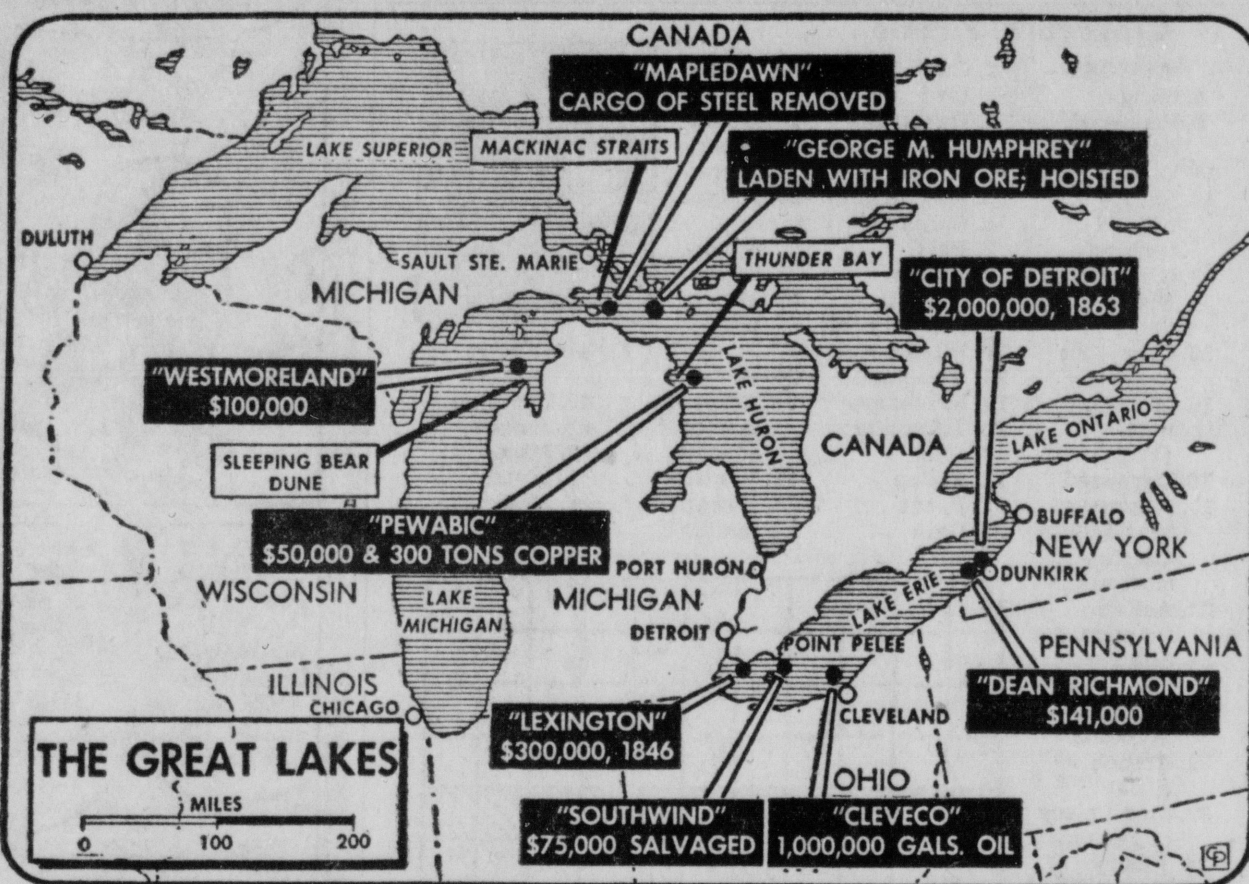 CANADA
"MAPLEDAWN"
CARGO OF STEEL REMOVED
LAKE SUPERIOR
MACKINAC STRAITS
"GEORGE M. HUMPHREY"
LADEN WITH IRON ORE; HOISTED
DULUTH
SAULT STE. MARIE
THUNDER BAY
MICHIGAN
"CITY OF DETROIT"
$2,000,000, 1863
"WESTMORELAND"
$100,000
LAKE HURON
CANADA
LAKE ONTARIO
SLEEPING BEAR
DUNE
"PEWABIC"
$50,000 & 300 TONS COPPER
BUFFALO
NEW YORK
PORT HURON
DUNKIRK
WISCONSIN
LAKE
MICHIGAN
MICHIGAN
LAKE ERIE
DETROIT
POINT PELEE
PENNSYLVANIA
ILLINOIS
CHICAGO
"DEAN RICHMOND"
$141,000
"LEXINGTON"
$300,000, 1846
CLEVELAND
THE GREAT LAKES
MILES
0 100 200
OHIO
"SOUTHWIND"
$75,000 SALVAGED
"CLEVECO"
1,000,000 GALS. OIL
CP